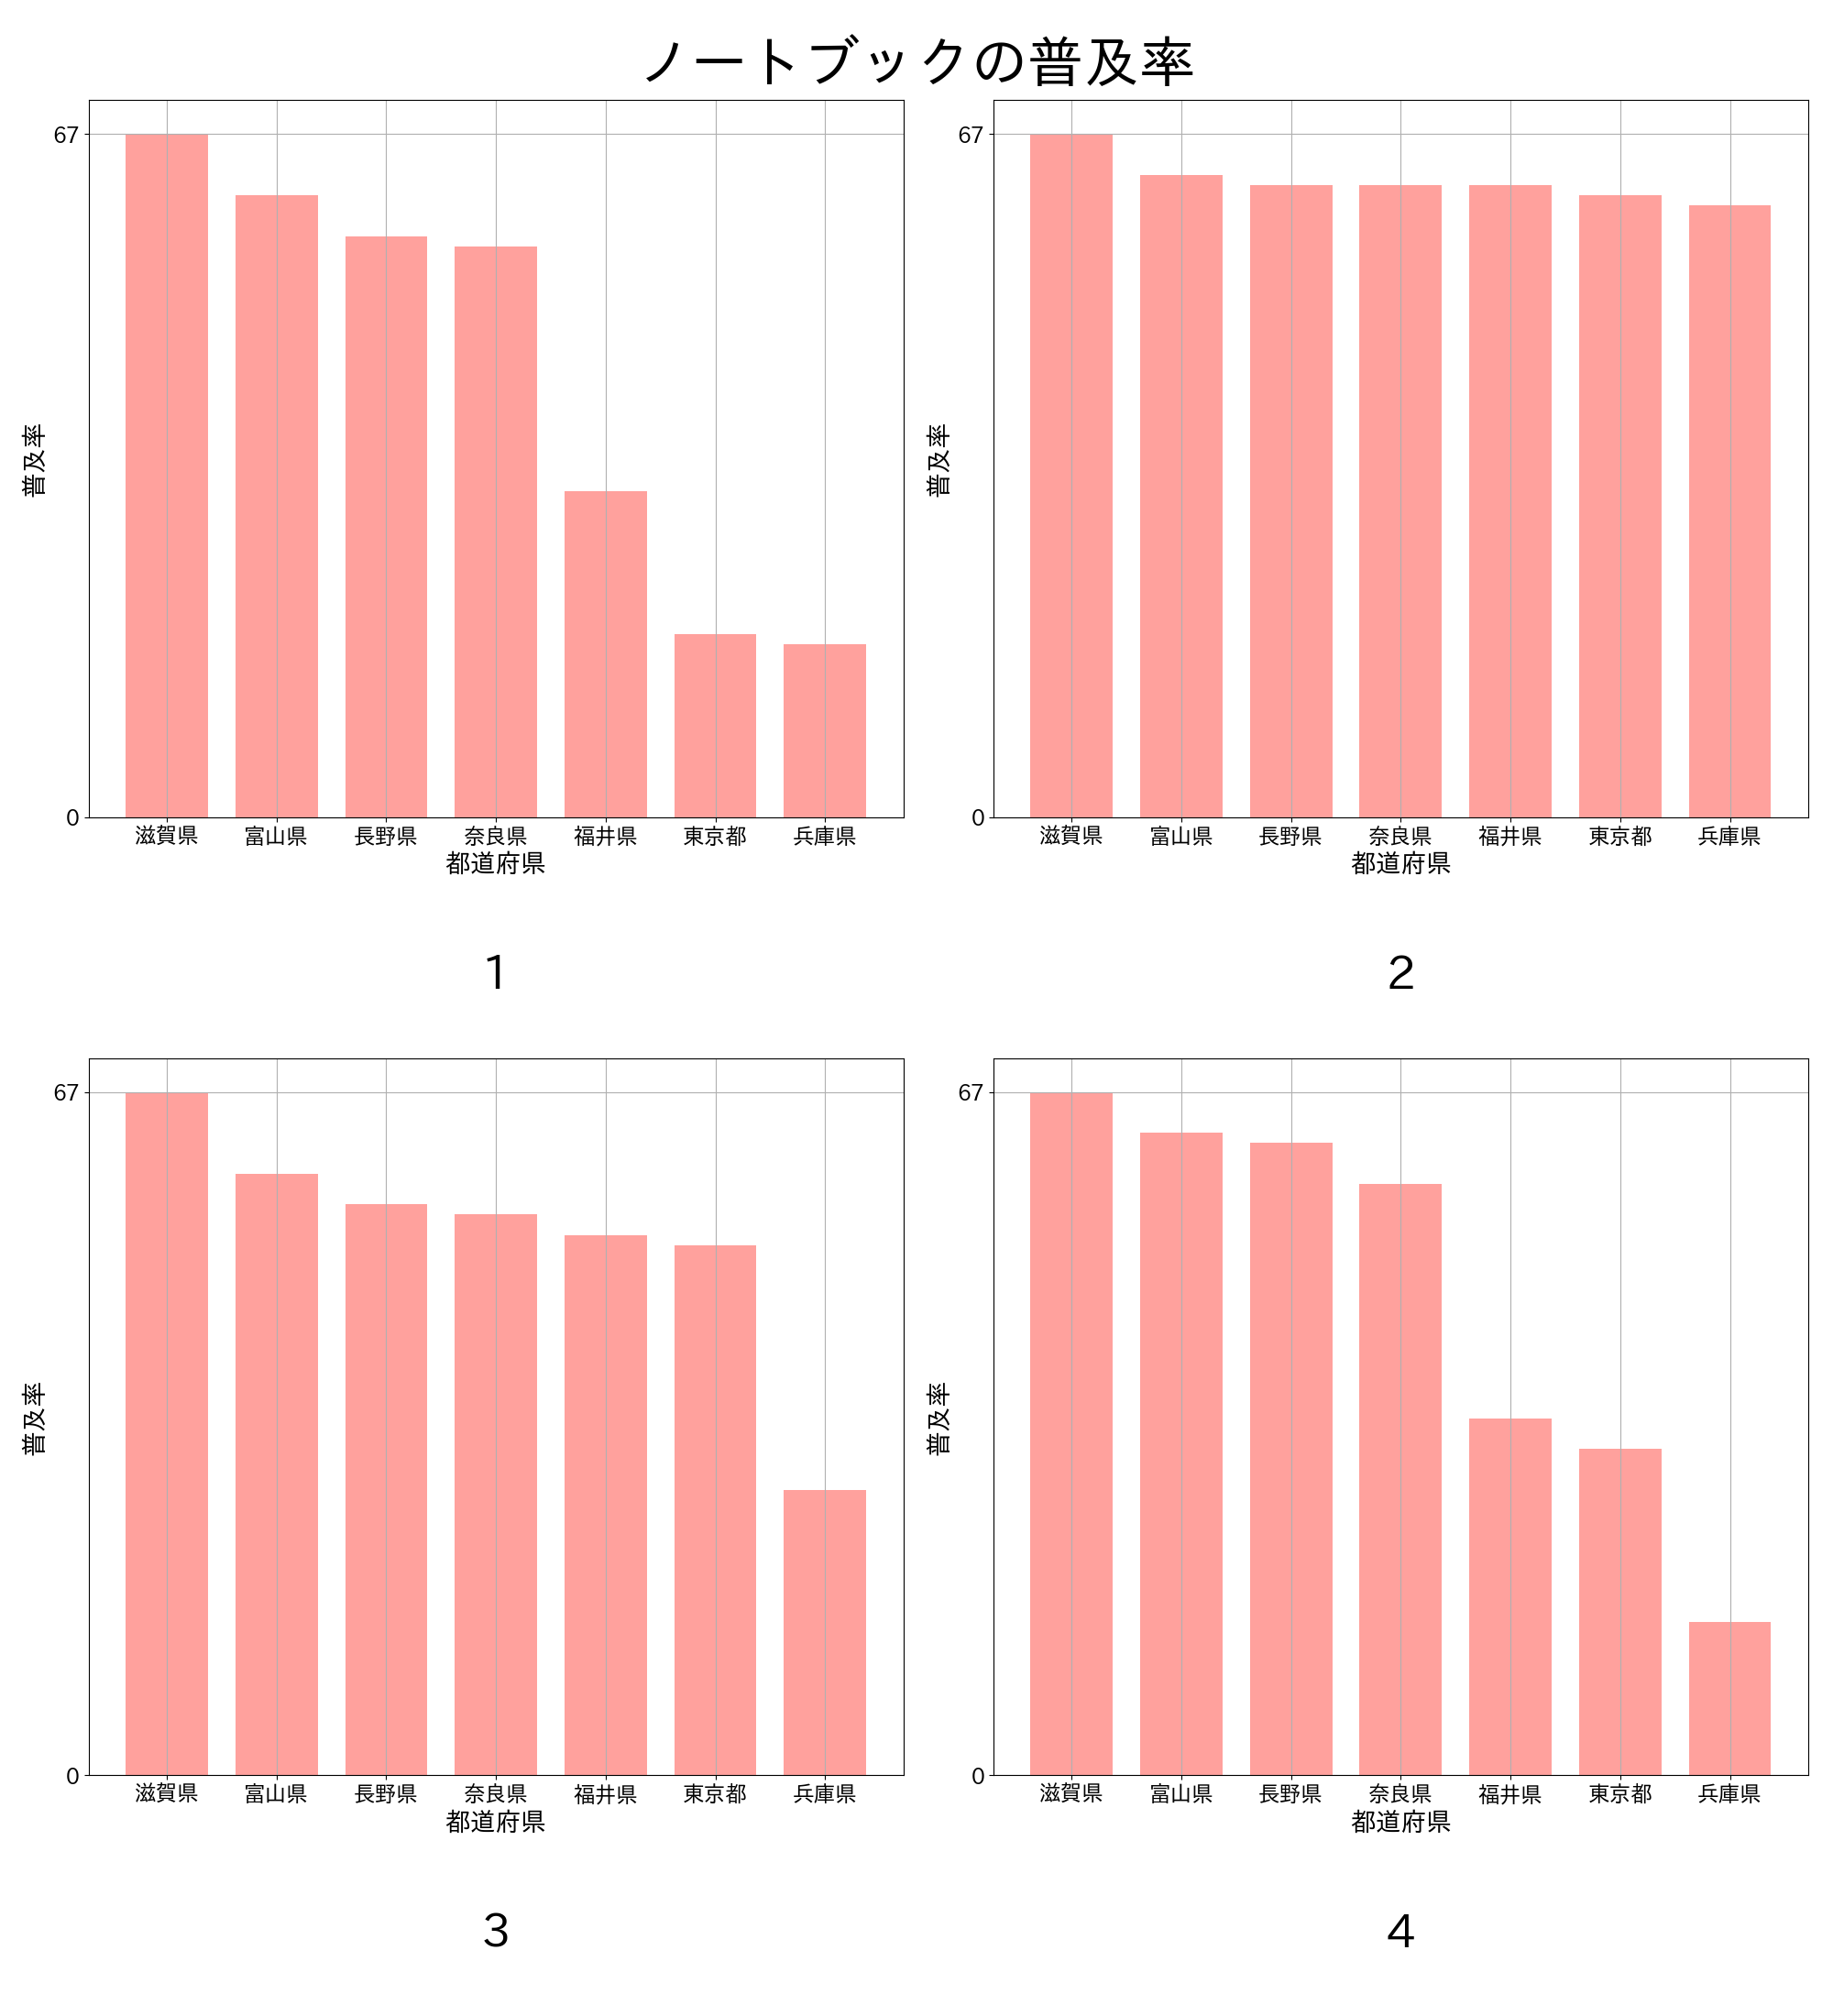 ノートブックの普及率
67
0
普及率
滋賀県 富山県 長野県 奈良県 福井県 東京都 兵庫県
都道府県
1
67
0
普及率
滋賀県 富山県 長野県 奈良県 福井県 東京都 兵庫県
都道府県
2
67
0
普及率
滋賀県 富山県 長野県 奈良県 福井県 東京都 兵庫県
都道府県
3
67
0
普及率
滋賀県 富山県 長野県 奈良県 福井県 東京都 兵庫県
都道府県
4